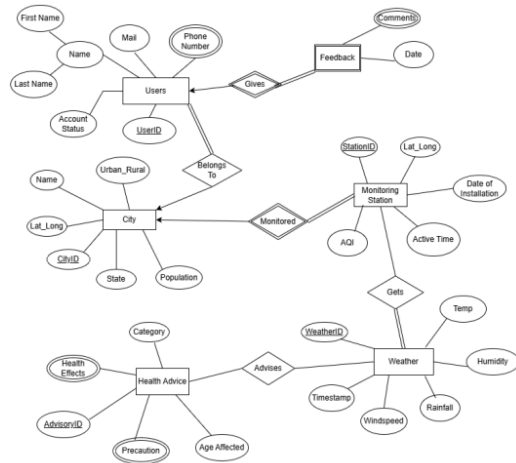 First Name
Name
Last Name
Mail
Phone
Number
Comments
Feedback
Date
Gives
Users
Account
Status
UserID
Belongs
To
Name
Urban_Rural
City
Lat_Long
CityID
State
Population
Monitored
StationID
Lat_Long
Monitoring
Station
Date of
Installation
AQI
Active Time
Gets
WeatherID
Temp
Weather
Humidity
Timestamp
Windspeed
Rainfall
Advises
Category
Health
Effects
Health Advice
AdvisoryID
Precaution
Age Affected